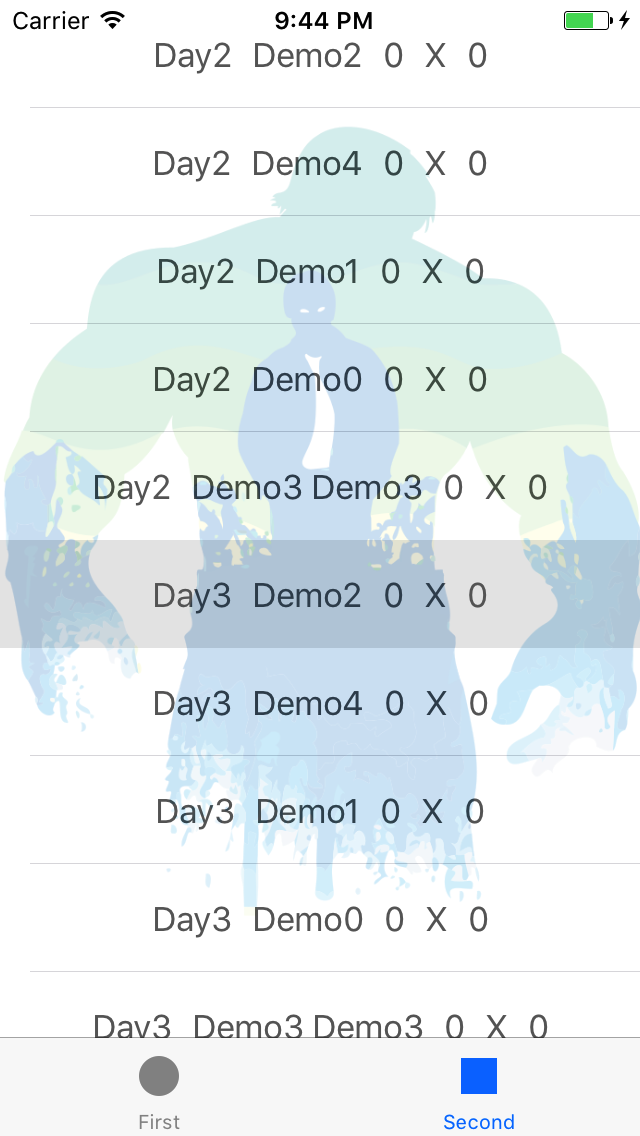 Carrier 9:44 PM
Day2 Demo2 0 X 0
Day2 Demo4 0 X 0
Day2 Demo1 0 X 0
Day2 Demo0 0 X 0
Day2 Demo3 Demo3 0 X 0
Day3 Demo2 0 X 0
Day3 Demo4 0 X 0
Day3 Demo1 0 X 0
Day3 Demo0 0 X 0
Day3 Demo3 Demo3 0 X 0
First Second